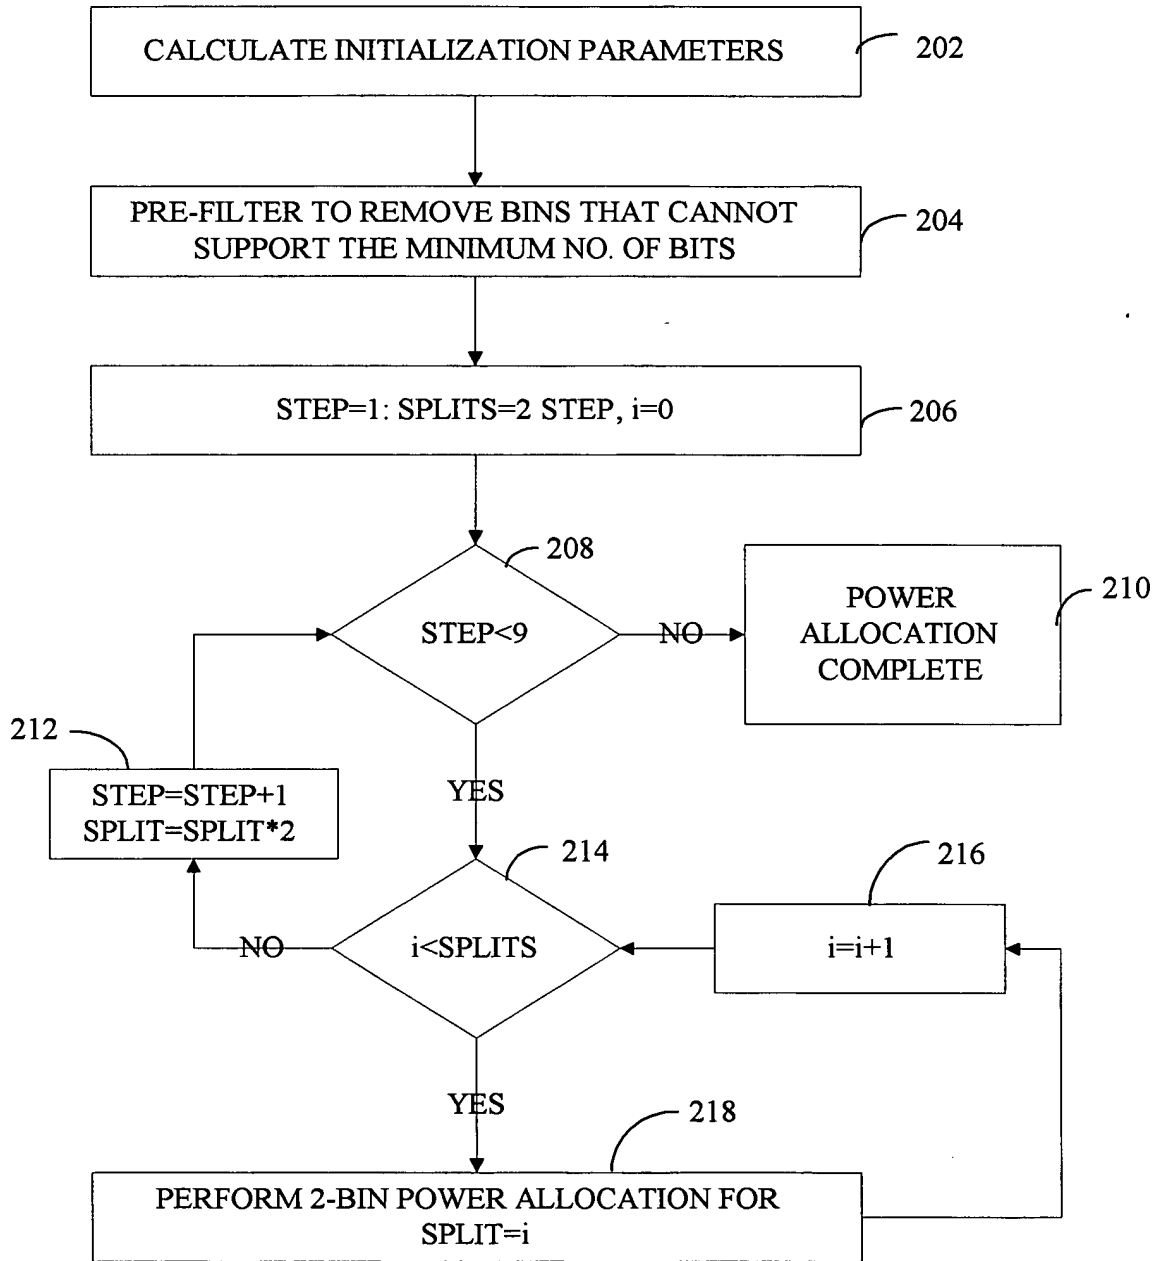 CALCULATE INITIALIZATION PARAMETERS
202
PRE-FILTER TO REMOVE BINS THAT CANNOT
SUPPORT THE MINIMUM NO. OF BITS
204
STEP=1: SPLITS=2 STEP, i=0
206
208
STEP<9
NO
POWER
ALLOCATION
COMPLETE
210
212
STEP=STEP+1
SPLIT=SPLIT*2
YES
214
i<SPLITS
NO
216
i=i+1
YES
218
PERFORM 2-BIN POWER ALLOCATION FOR
SPLIT=i